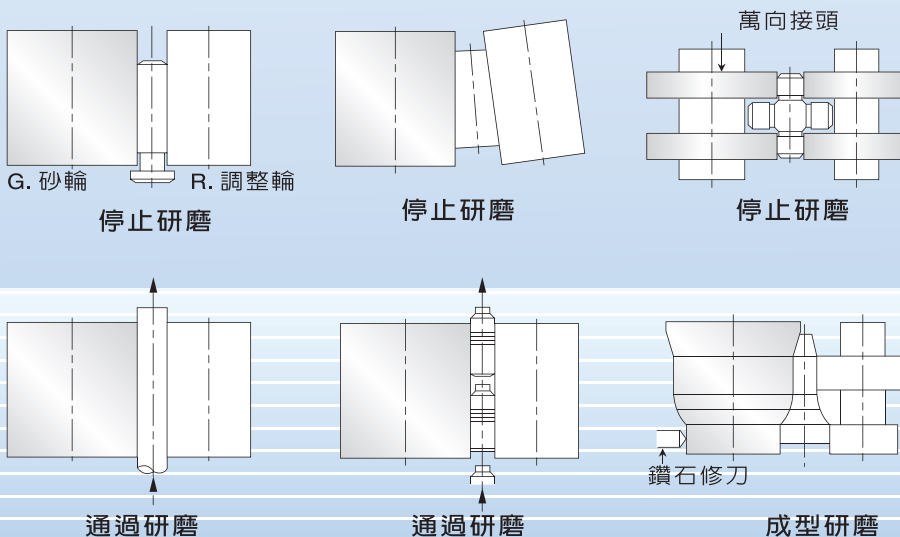 萬向接頭
G. 砂輪
R. 調整輪
停止研磨
停止研磨
停止研磨
鑽石修刀
通過研磨
通過研磨
成型研磨